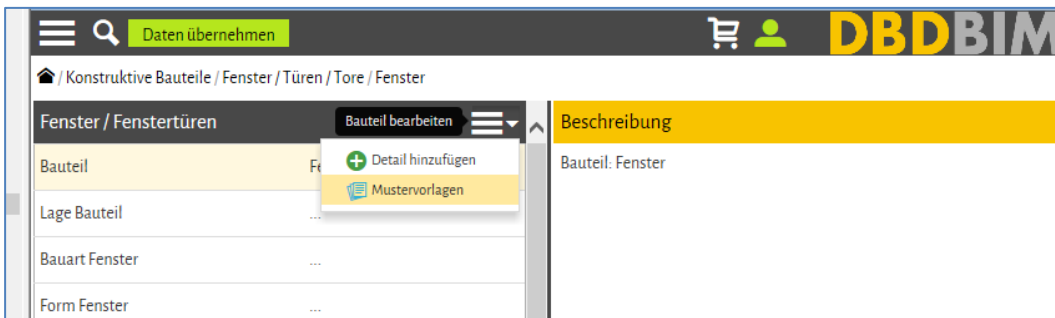 Daten übernehmen
DBDBIM
/ Konstruktive Bauteile / Fenster / Türen / Tore / Fenster
Fenster / Fenstertüren
Bauteil bearbeiten
Beschreibung
Bauteil
Fe
Detail hinzufügen
Bauteil: Fenster
Mustervorlagen
Lage Bauteil
...
Bauart Fenster
...
Form Fenster
...